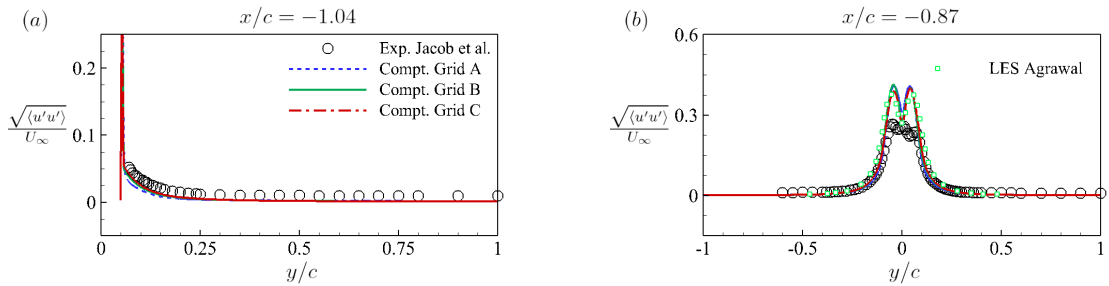 (a) x/c = −1.04
Exp. Jacob et al.
Compt. Grid A
Compt. Grid B
Compt. Grid C
√⟨u'u'⟩
U∞
0.2
0.1
0
0 0.25 0.5 0.75 1
y/c
(b) x/c = −0.87
LES Agrawal
√⟨u'u'⟩
U∞
0.6
0.3
0
-1 -0.5 0 0.5 1
y/c